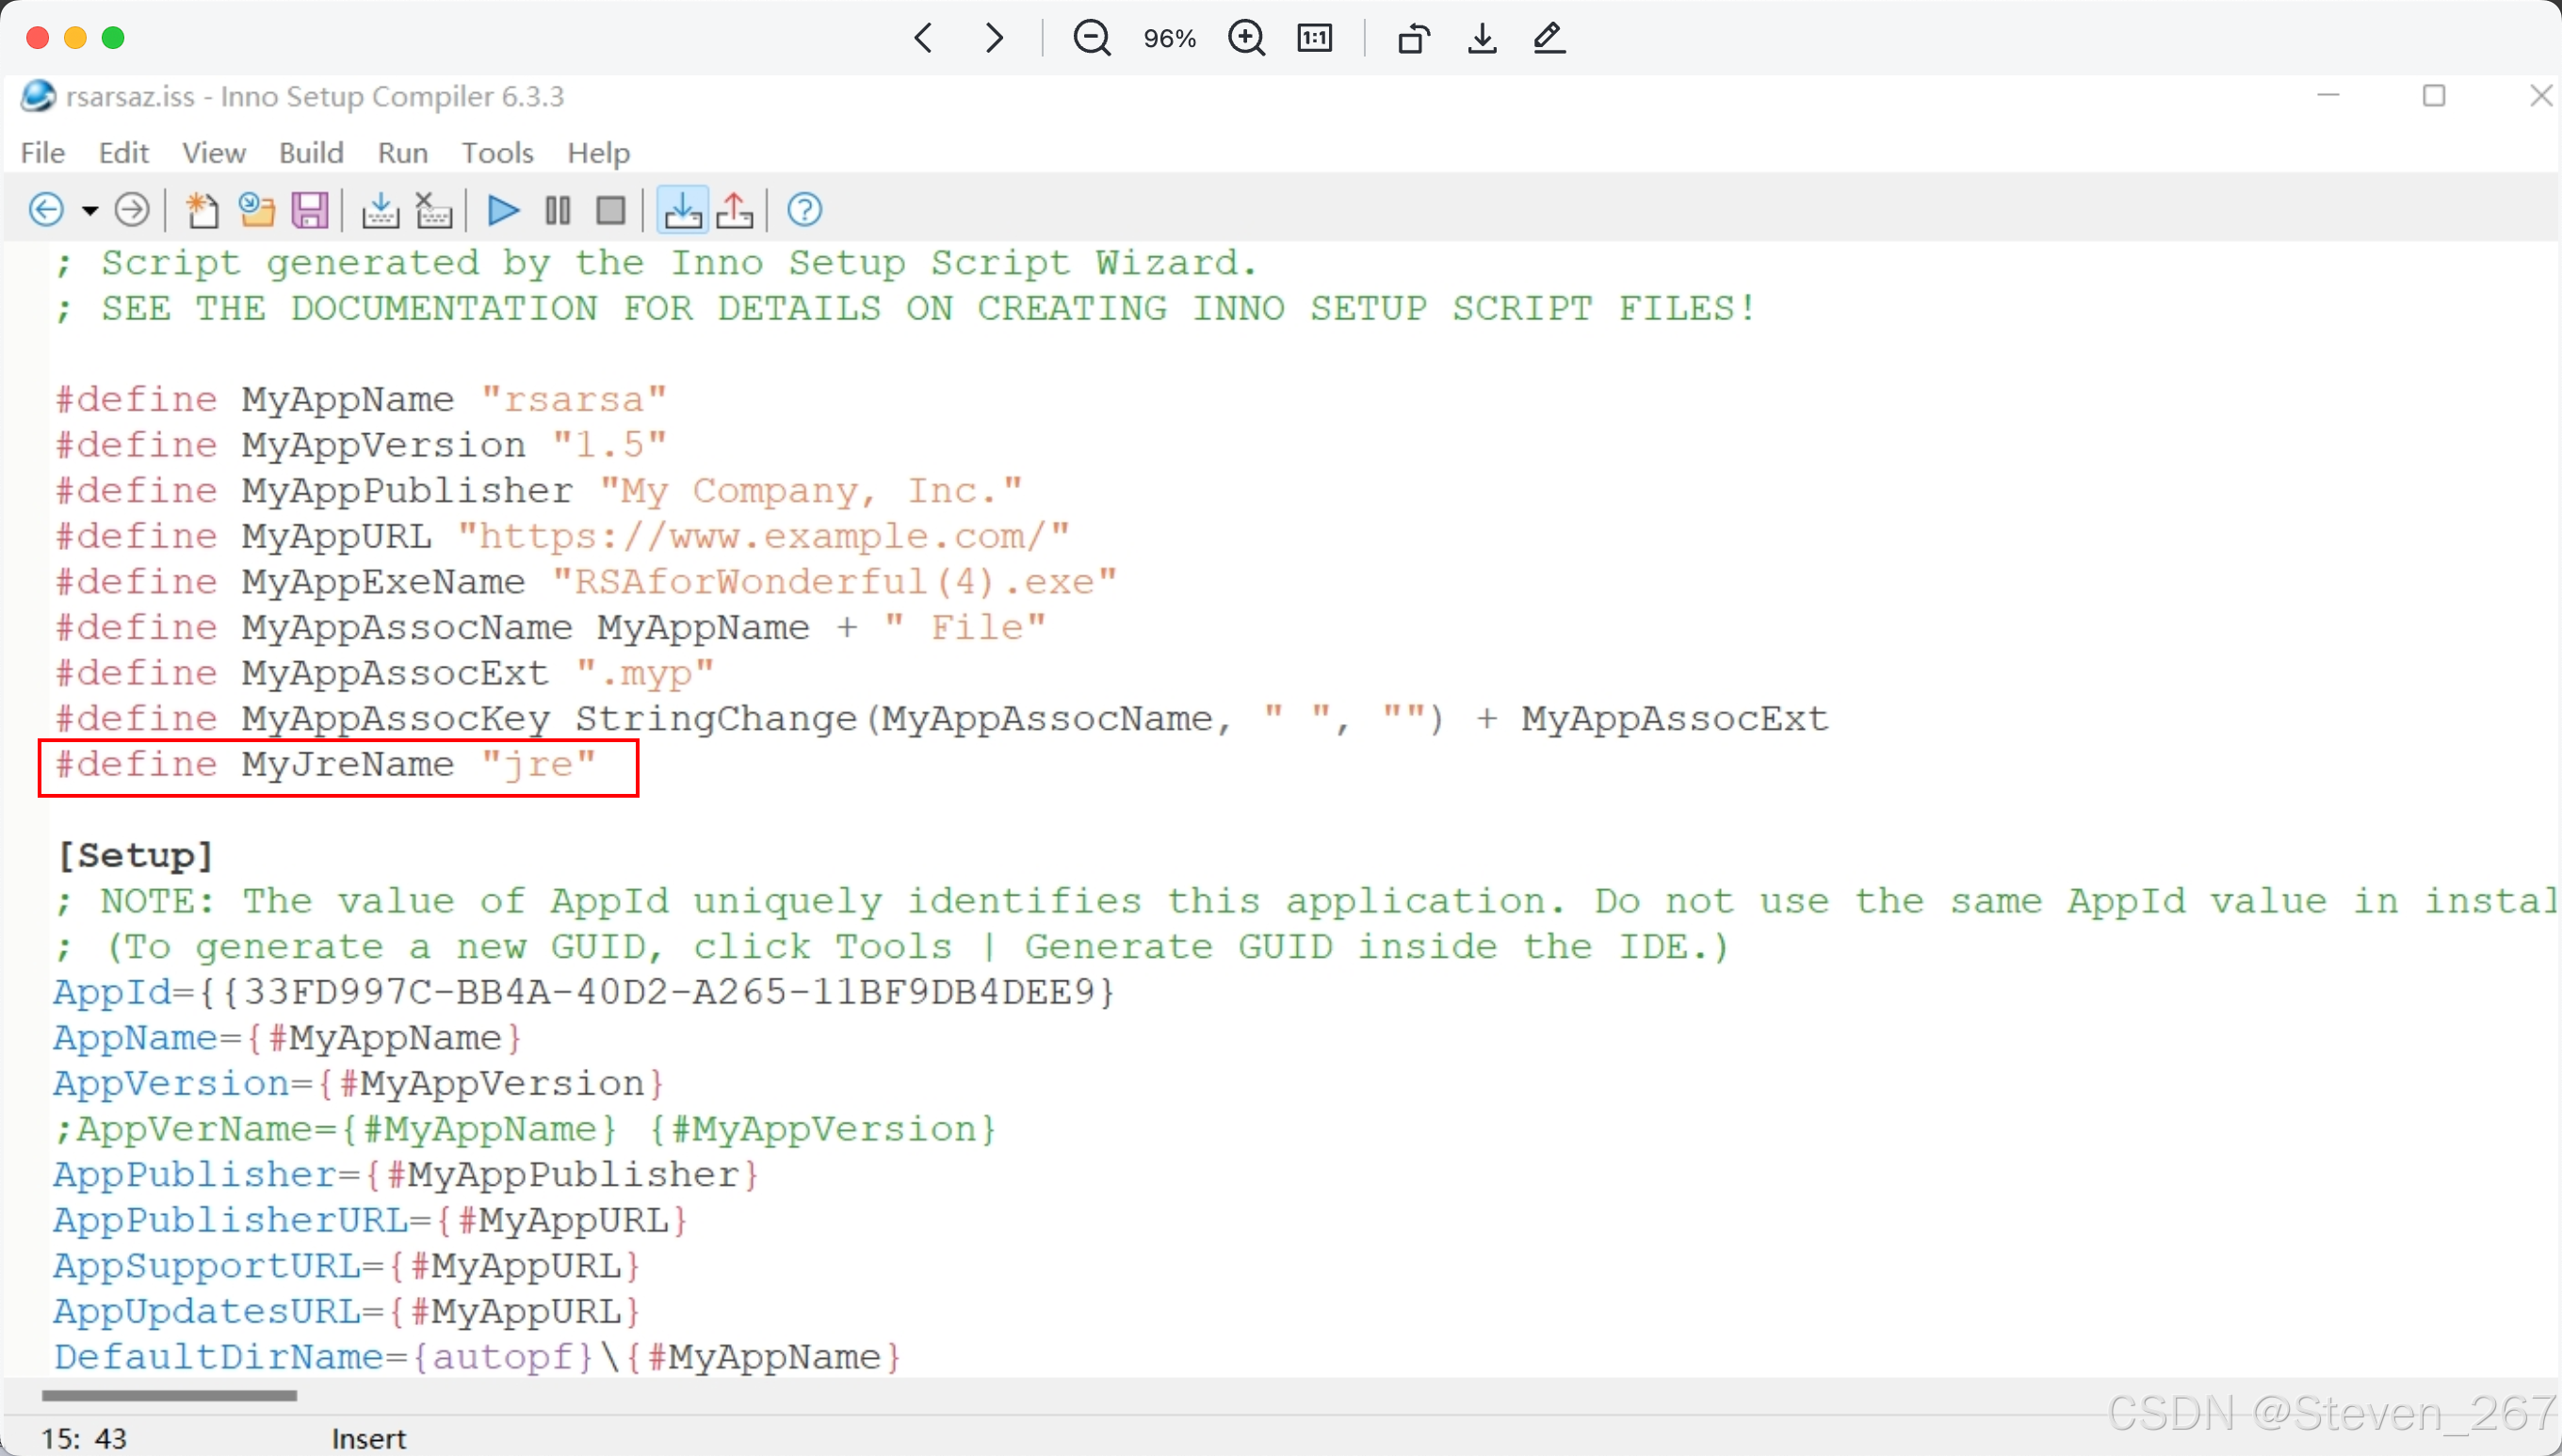 96%
1:1
rsarsaz.iss - Inno Setup Compiler 6.3.3
File Edit View Build Run Tools Help
; Script generated by the Inno Setup Script Wizard.
; SEE THE DOCUMENTATION FOR DETAILS ON CREATING INNO SETUP SCRIPT FILES!
#define MyAppName "rsarsa"
#define MyAppVersion "1.5"
#define MyAppPublisher "My Company, Inc."
#define MyAppURL "https://www.example.com/"
#define MyAppExeName "RSAforWonderful(4).exe"
#define MyAppAssocName MyAppName + " File"
#define MyAppAssocExt ".myp"
#define MyAppAssocKey StringChange(MyAppAssocName, " ", "") + MyAppAssocExt
#define MyJreName "jre"
[Setup]
; NOTE: The value of AppId uniquely identifies this application. Do not use the same AppId value in instal
; (To generate a new GUID, click Tools | Generate GUID inside the IDE.)
AppId={{33FD997C-BB4A-40D2-A265-11BF9DB4DEE9}
AppName={#MyAppName}
AppVersion={#MyAppVersion}
;AppVerName={#MyAppName} {#MyAppVersion}
AppPublisher={#MyAppPublisher}
AppPublisherURL={#MyAppURL}
AppSupportURL={#MyAppURL}
AppUpdatesURL={#MyAppURL}
DefaultDirName={autopf}\{#MyAppName}
15: 43 Insert
CSDN @Steven_267